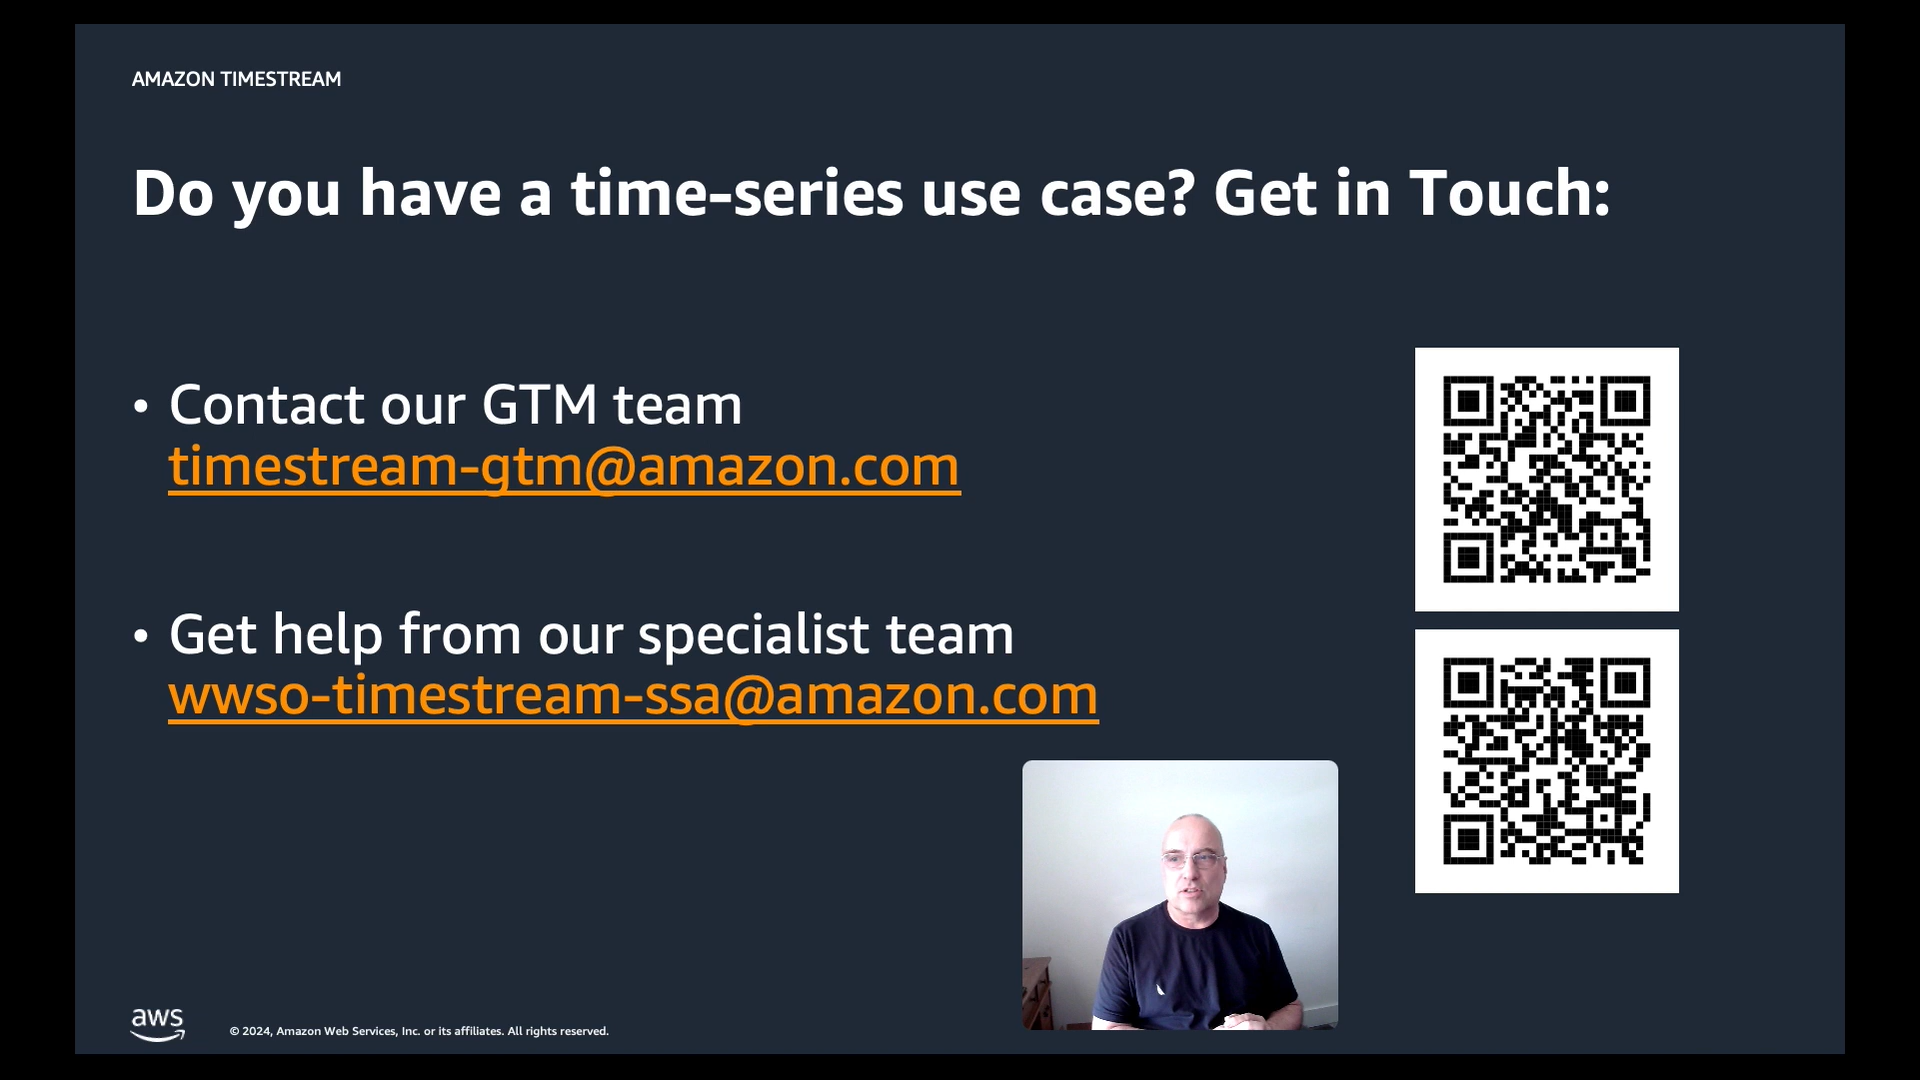 AMAZON TIMESTREAM
Do you have a time-series use case? Get in Touch:
• Contact our GTM team
timestream-gtm@amazon.com
• Get help from our specialist team
wwso-timestream-ssa@amazon.com
aws
© 2024, Amazon Web Services, Inc. or its affiliates. All rights reserved.